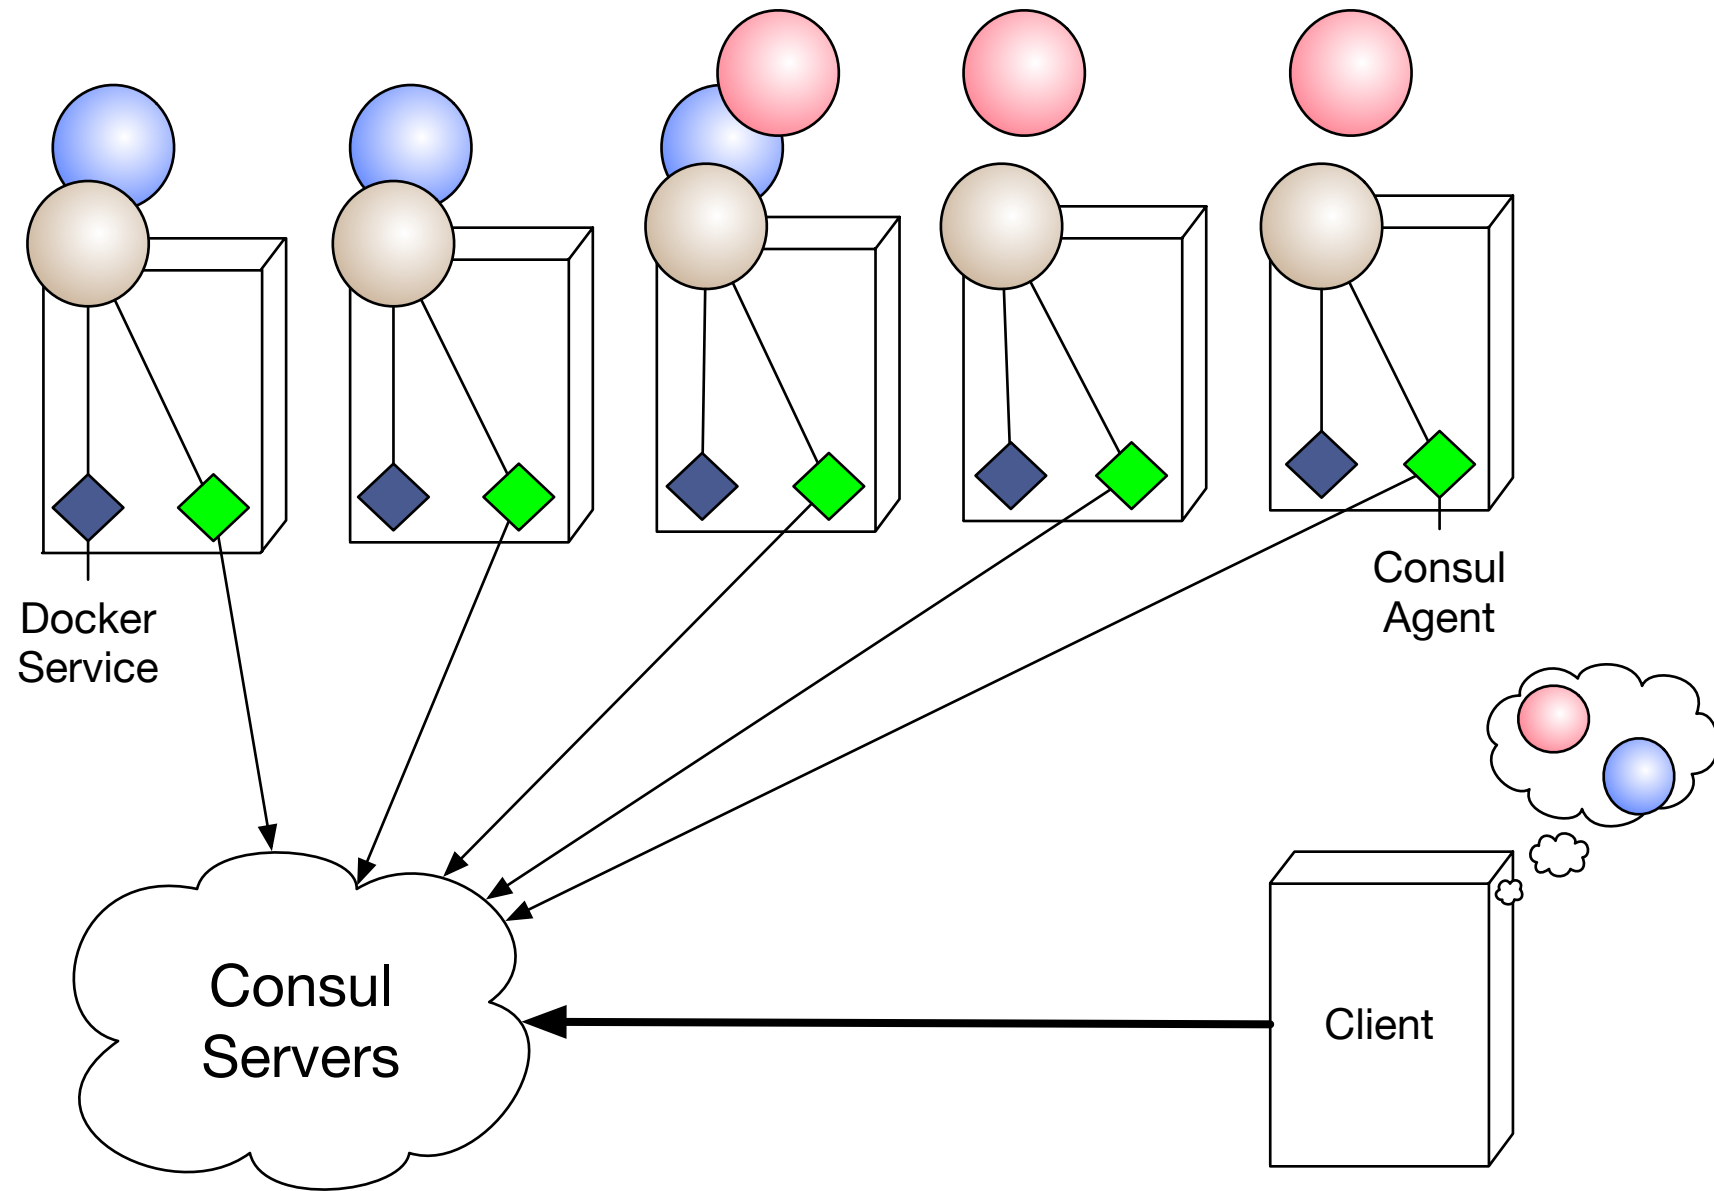 Docker
Service
Consul
Agent
Consul
Servers
Client